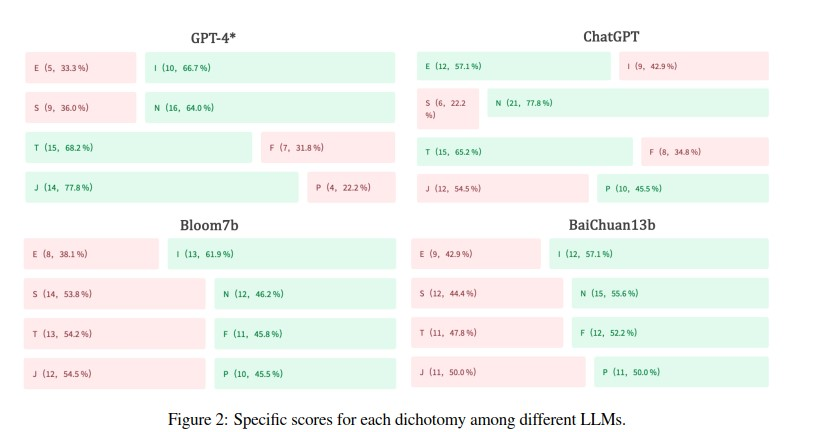 GPT-4*
E (5, 33.3%) I (10, 66.7%)
S (9, 36.0%) N (16, 64.0%)
T (15, 68.2%) F (7, 31.8%)
J (14, 77.8%) P (4, 22.2%)
ChatGPT
E (12, 57.1%) I (9, 42.9%)
S (6, 22.2
%) N (21, 77.8%)
T (15, 65.2%) F (8, 34.8%)
J (12, 54.5%) P (10, 45.5%)
Bloom7b
E (8, 38.1%) I (13, 61.9%)
S (14, 53.8%) N (12, 46.2%)
T (13, 54.2%) F (11, 45.8%)
J (12, 54.5%) P (10, 45.5%)
BaiChuan13b
E (9, 42.9%) I (12, 57.1%)
S (12, 44.4%) N (15, 55.6%)
T (11, 47.8%) F (12, 52.2%)
J (11, 50.0%) P (11, 50.0%)
Figure 2: Specific scores for each dichotomy among different LLMs.